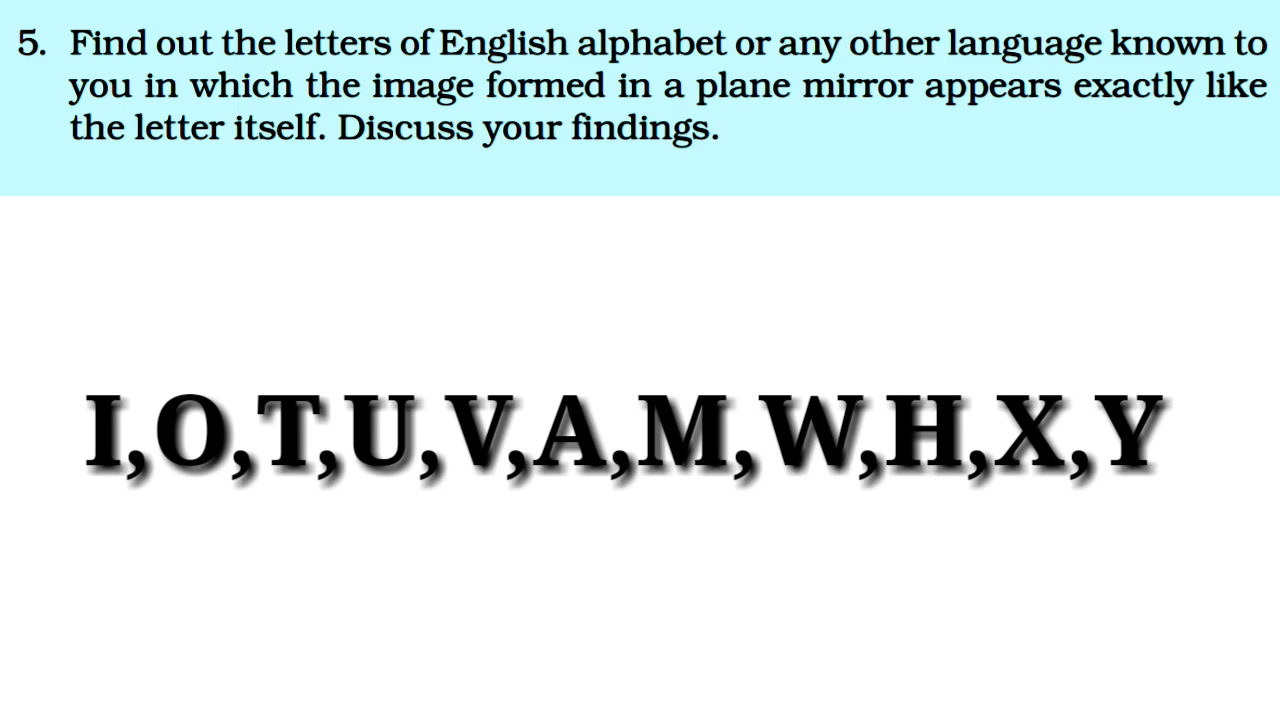 5. Find out the letters of English alphabet or any other language known to
you in which the image formed in a plane mirror appears exactly like
the letter itself. Discuss your findings.
I,O,T,U,V,A,M,W,H,X,Y